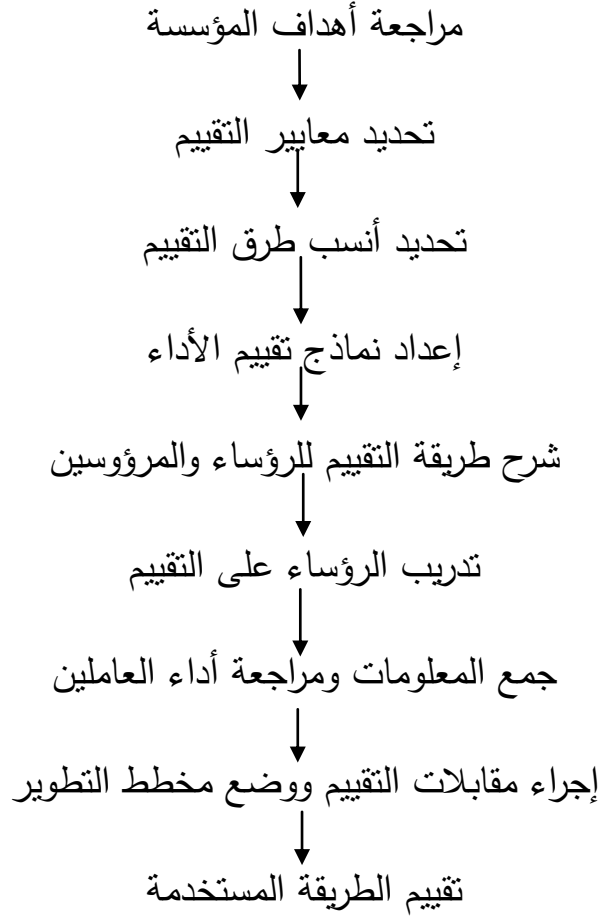 مراجعة أهداف المؤسسة
تحديد معايير التقييم
تحديد أنسب طرق التقييم
إعداد نماذج تقييم الأداء
شرح طريقة التقييم للرؤساء والمرؤوسين
تدريب الرؤساء على التقييم
جمع المعلومات ومراجعة أداء العاملين
إجراء مقابلات التقييم ووضع مخطط التطوير
تقييم الطريقة المستخدمة